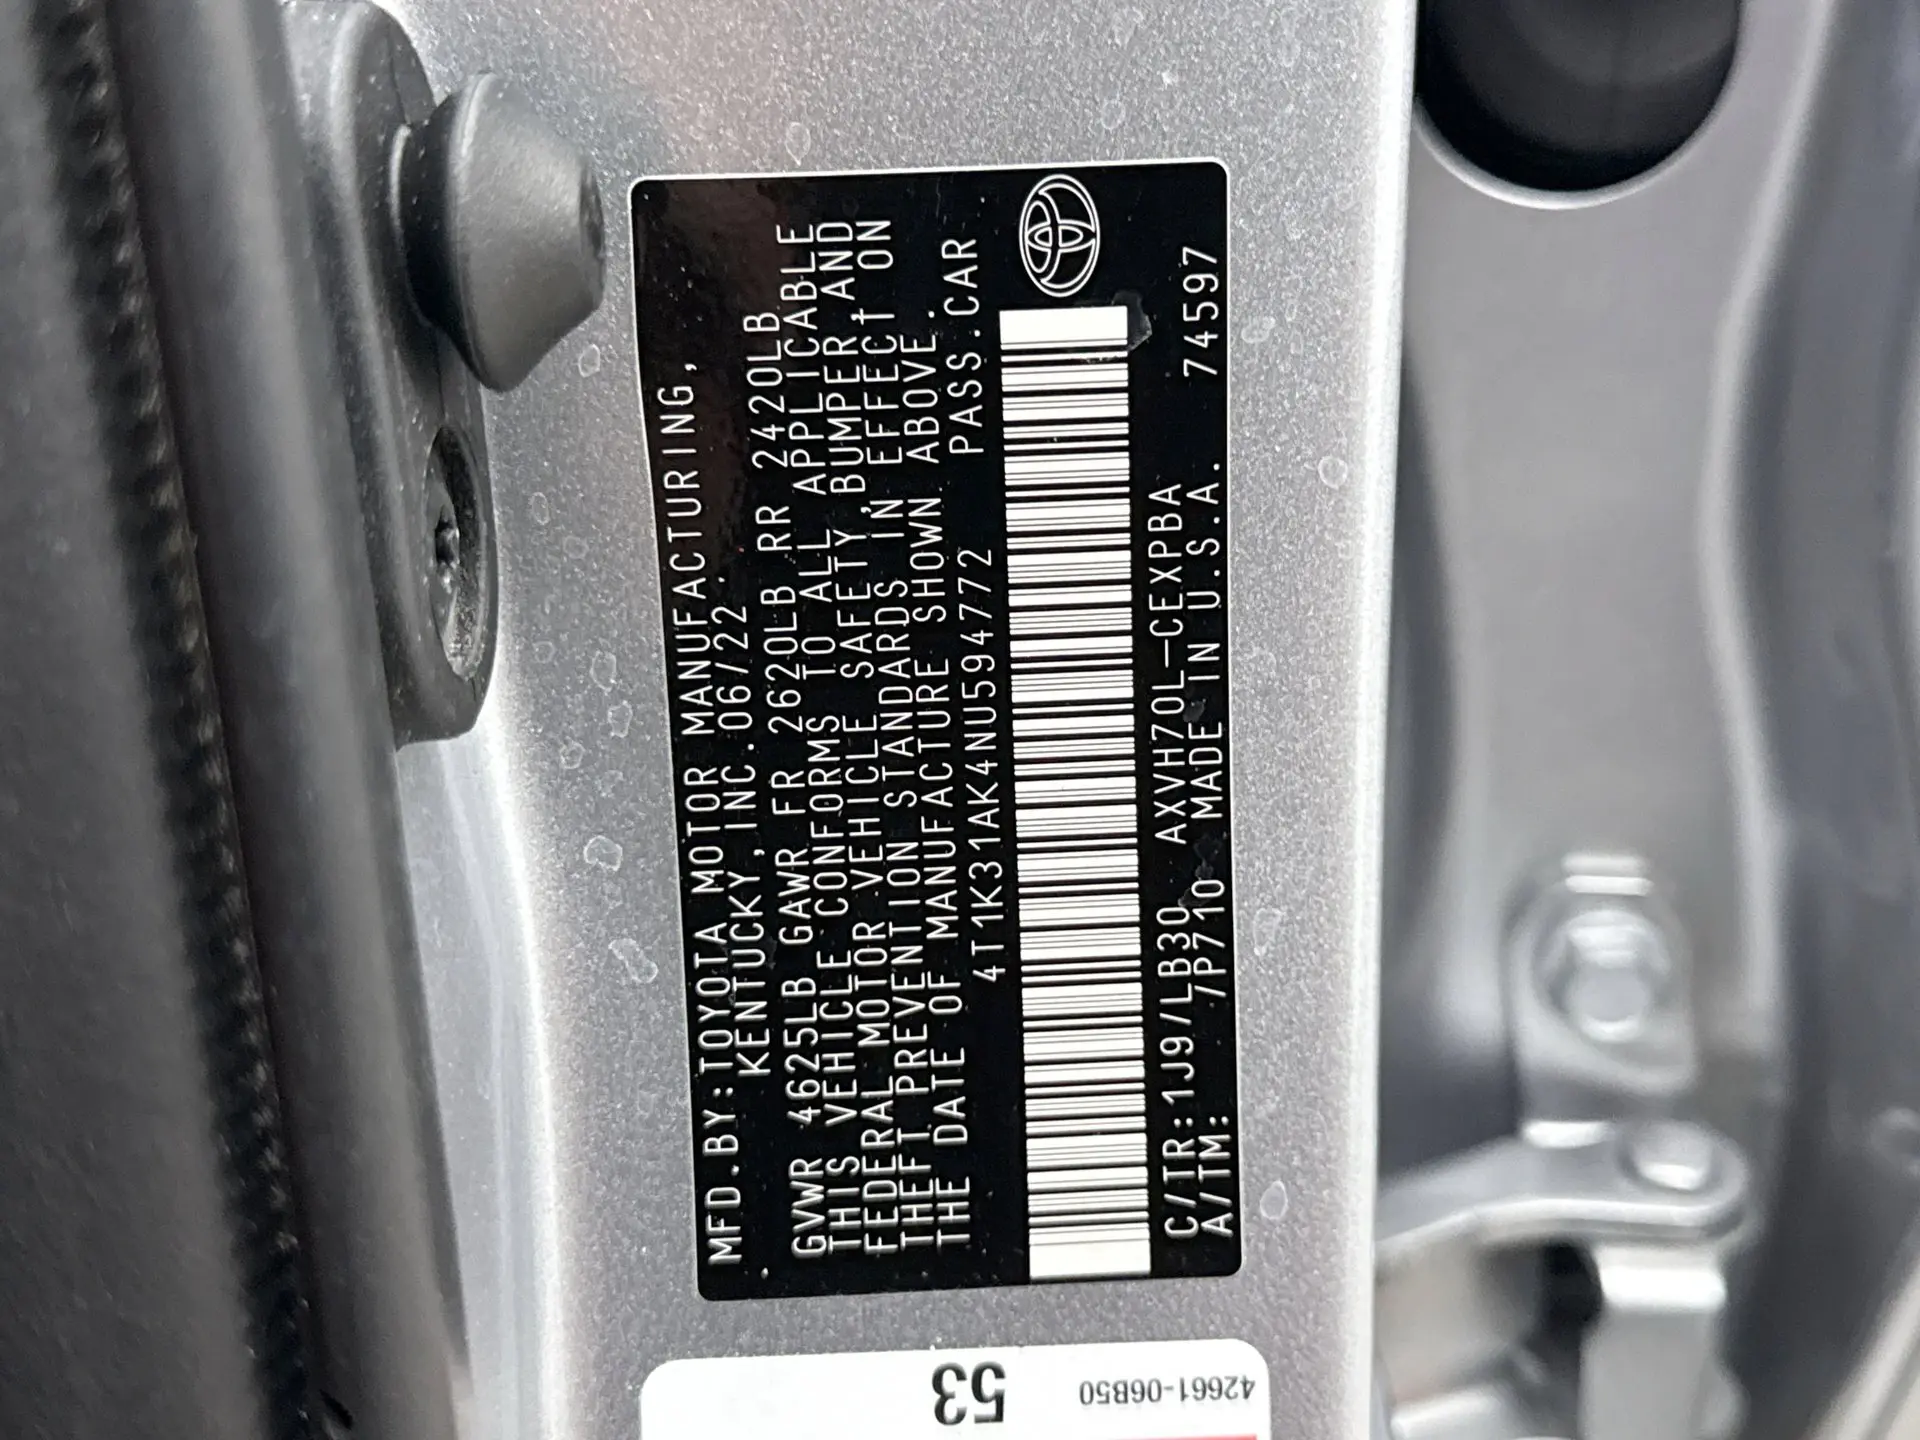 MFD.BY:TOYOTA MOTOR MANUFACTURING,
KENTUCKY,INC.06/22
GVWR 4625LB GAWR FR 2620LB RR 2420LB
THIS VEHICLE CONFORMS TO ALL APPLICABLE
FEDERAL MOTOR VEHICLE SAFETY,BUMPER,AND
THEFT PREVENTION STANDARDS IN EFFECT ON
THE DATE OF MANUFACTURE SHOWN ABOVE.
4T1K31AK4NU594772 PASS.CAR
C/TR:1J9/LB30 AXVH70L-CEXPBA
A/TM: /P710 MADE IN U.S.A. 74597
53
42661-06B50